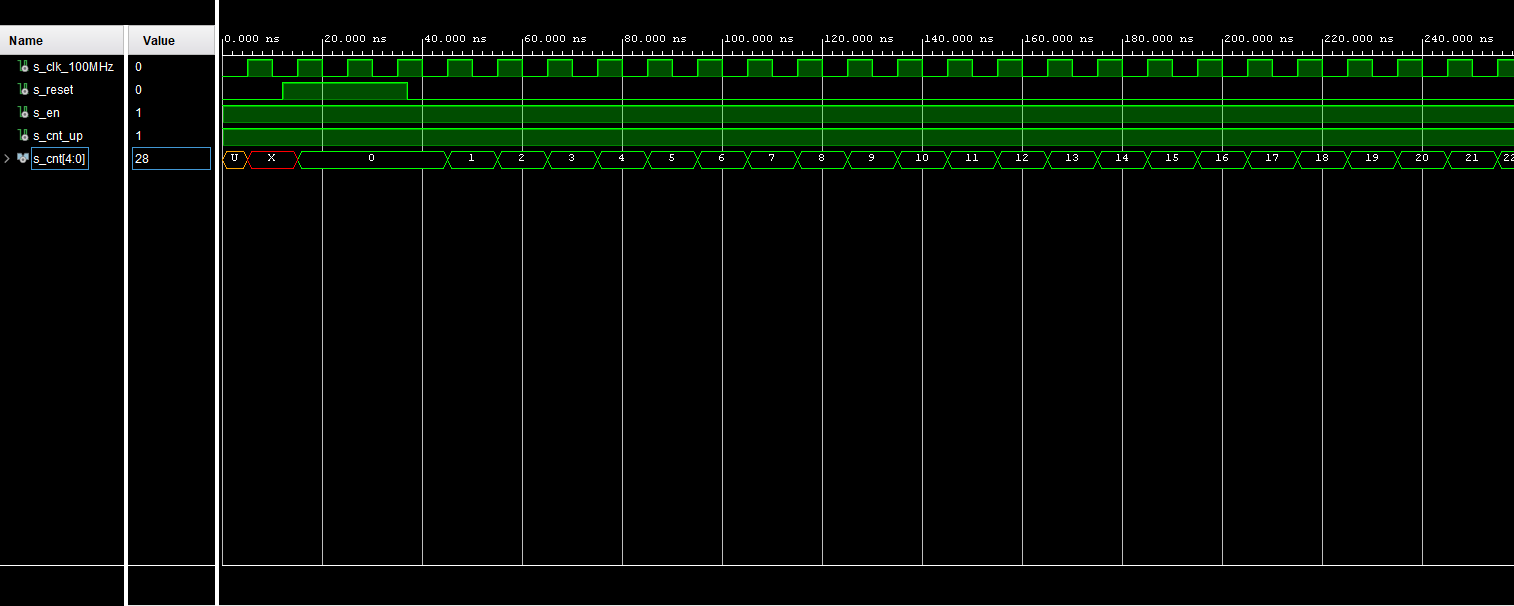 Name Value
0.000 ns 20.000 ns 40.000 ns 60.000 ns 80.000 ns 100.000 ns 120.000 ns 140.000 ns 160.000 ns 180.000 ns 200.000 ns 220.000 ns 240.000 ns
s_clk_100MHz 0
s_reset 0
s_en 1
s_cnt_up 1
s_cnt[4:0] 28 U X 0 1 2 3 4 5 6 7 8 9 10 11 12 13 14 15 16 17 18 19 20 21 22